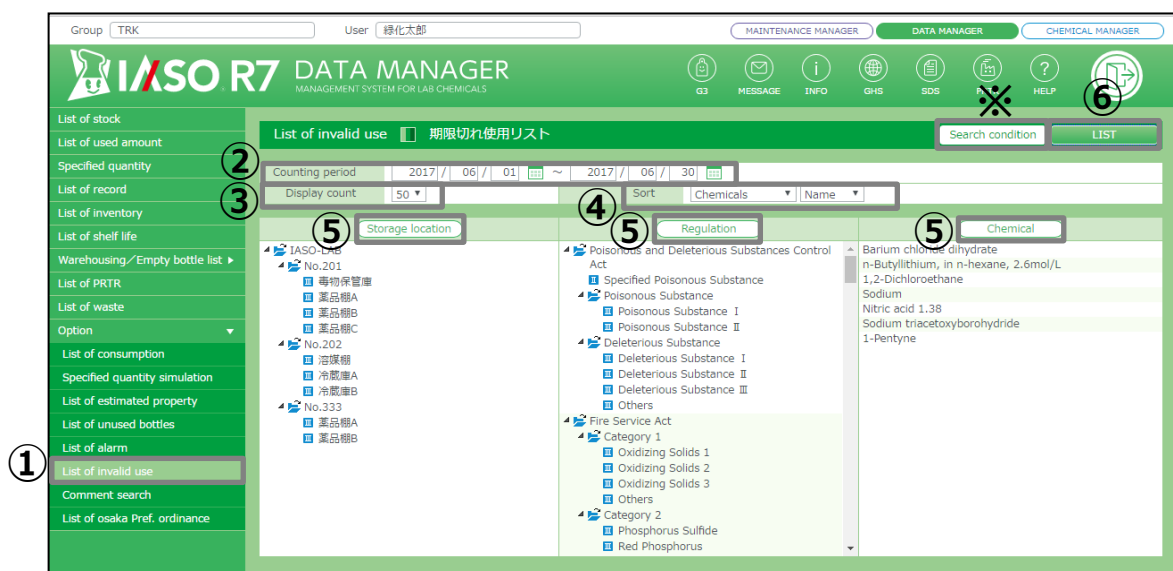 Group TRK User 緑化太郎 MAINTENANCE MANAGER DATA MANAGER CHEMICAL MANAGER
IASO R7 DATA MANAGER
MANAGEMENT SYSTEM FOR LAB CHEMICALS
G3 MESSAGE INFO GHS SDS HELP
※ ⑥
List of stock
List of used amount
Specified quantity
List of record
List of inventory
List of shelf life
Warehousing／Empty bottle list ▶
List of PRTR
List of waste
Option ▼
List of consumption
Specified quantity simulation
List of estimated property
List of unused bottles
List of alarm
① List of invalid use
Comment search
List of osaka Pref. ordinance
List of invalid use 期限切れ使用リスト Search condition LIST
② Counting period 2017 / 06 / 01 ～ 2017 / 06 / 30
③ Display count 50 ▼ ④ Sort Chemicals ▼ Name ▼
⑤ Storage location ⑤ Regulation ⑤ Chemical
IASO-LAB
No.201
毒物保管庫
薬品棚A
薬品棚B
薬品棚C
No.202
溶媒棚
冷蔵庫A
冷蔵庫B
No.333
薬品棚A
薬品棚B
Poisonous and Deleterious Substances Control
Act
Specified Poisonous Substance
Poisonous Substance
Poisonous Substance Ⅰ
Poisonous Substance Ⅱ
Deleterious Substance
Deleterious Substance Ⅰ
Deleterious Substance Ⅱ
Deleterious Substance Ⅲ
Others
Fire Service Act
Category 1
Oxidizing Solids 1
Oxidizing Solids 2
Oxidizing Solids 3
Others
Category 2
Phosphorus Sulfide
Red Phosphorus
Barium chloride dihydrate
n-Butyllithium, in n-hexane, 2.6mol/L
1,2-Dichloroethane
Sodium
Nitric acid 1.38
Sodium triacetoxyborohydride
1-Pentyne